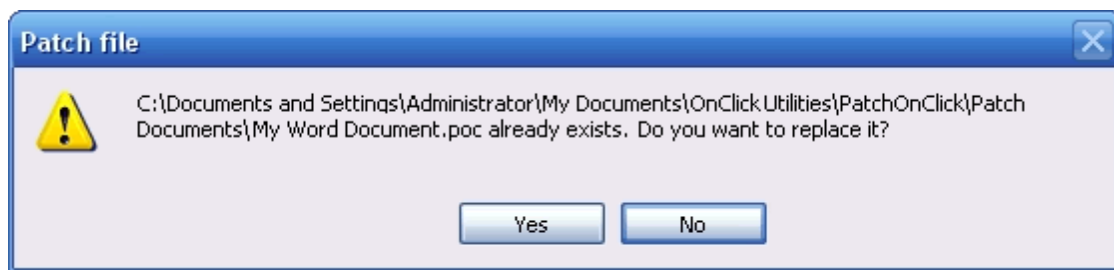 Patch file
C:\Documents and Settings\Administrator\My Documents\OnClick Utilities\PatchOnClick\Patch
Documents\My Word Document.poc already exists. Do you want to replace it?
Yes No